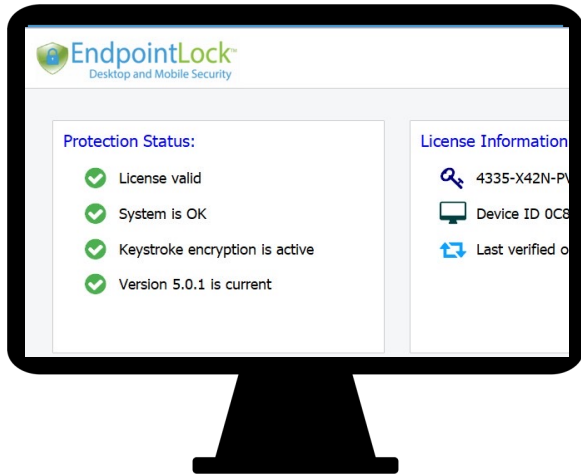 EndpointLock™
Desktop and Mobile Security
Protection Status:
License valid
System is OK
Keystroke encryption is active
Version 5.0.1 is current
License Information
4335-X42N-PV
Device ID 0C8
Last verified o